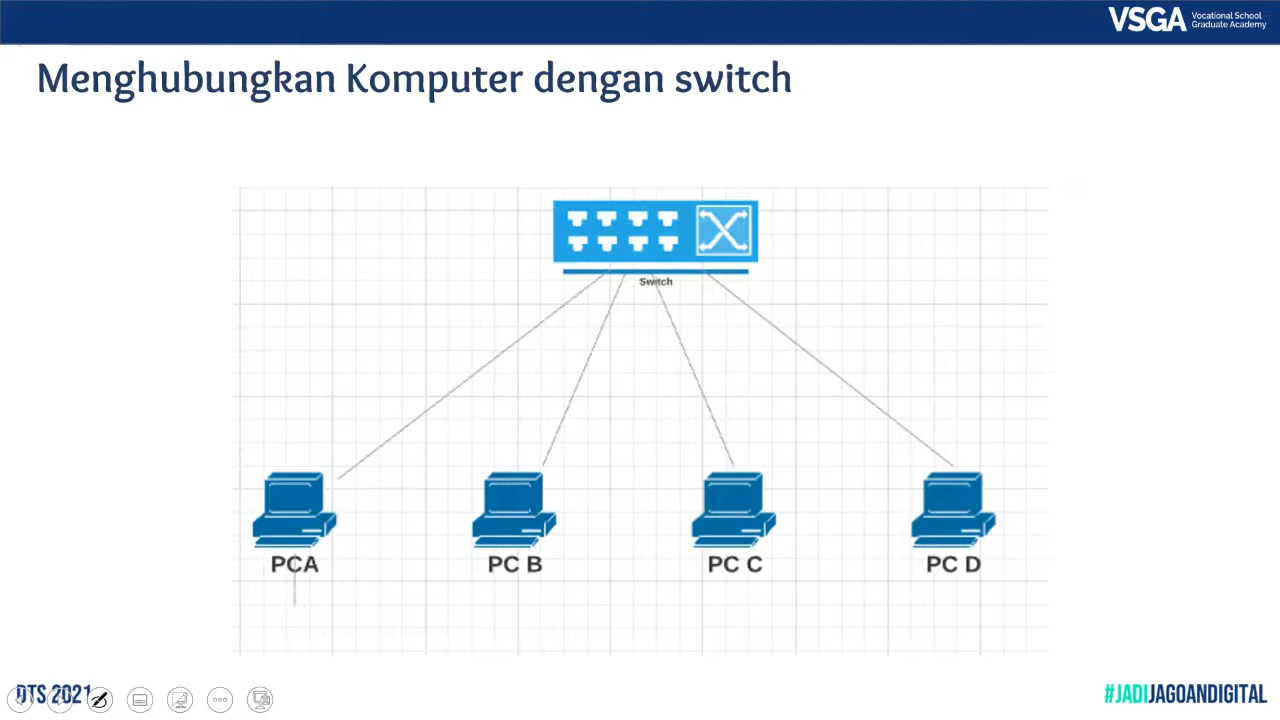 VSGA Vocational School
Graduate Academy
Menghubungkan Komputer dengan switch
Switch
PCA PC B PC C PC D
DTS 2021
#JADIJAGOANDIGITAL